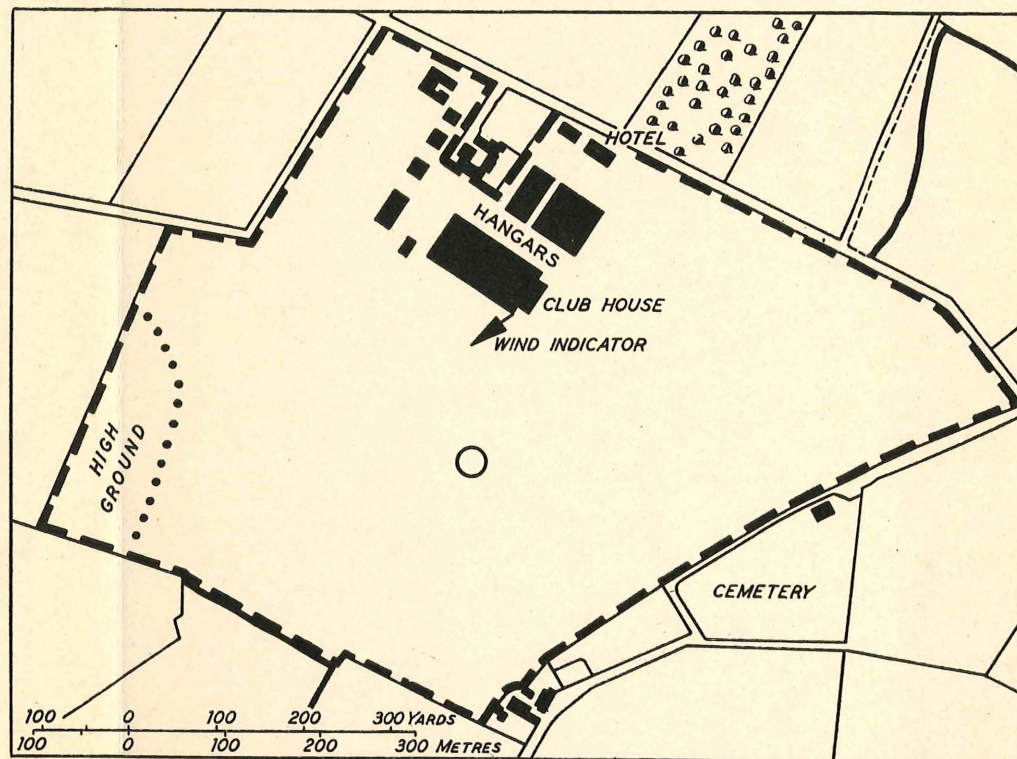 HOTEL
HANGARS
CLUB HOUSE
WIND INDICATOR
HIGH
GROUND
CEMETERY
100 0 100 200 300 YARDS
100 0 100 200 300 METRES